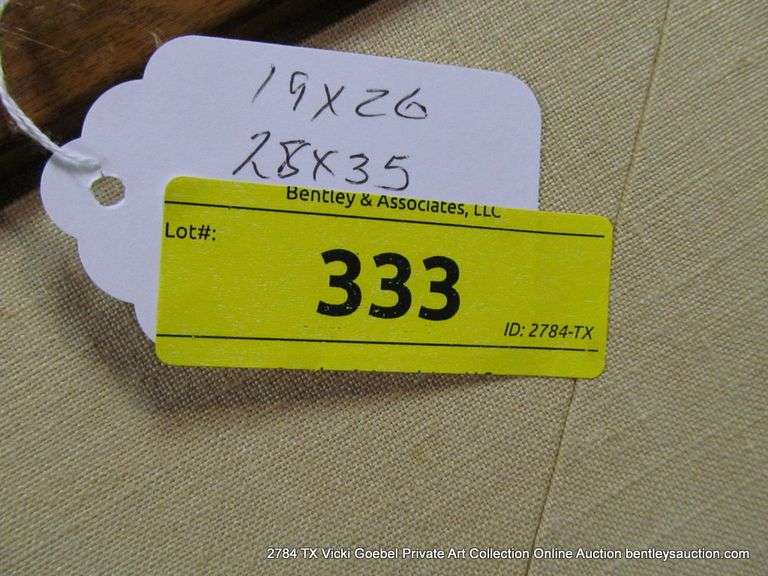 19X26
28X35
Bentley & Associates, LLC
Lot#:
333
ID: 2784-TX
2784 TX Vicki Goebel Private Art Collection Online Auction bentleysauction.com